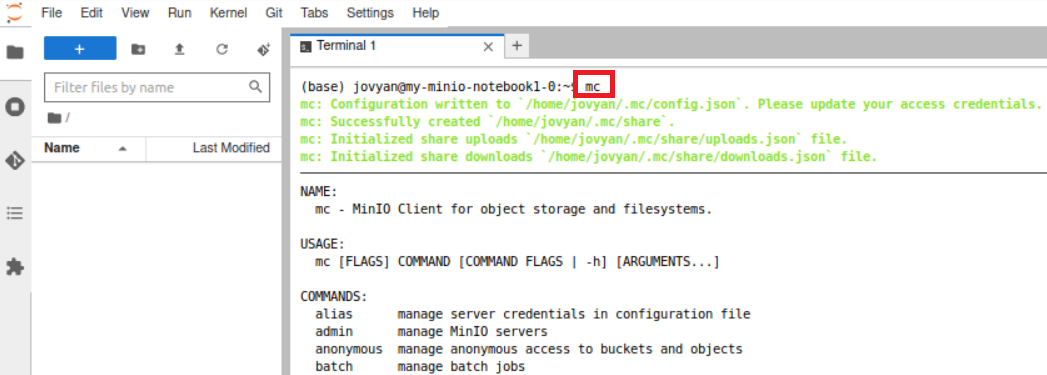 File Edit View Run Kernel Git Tabs Settings Help
Terminal 1
Filter files by name
/
Name Last Modified
(base) jovyan@my-minio-notebook1-0:~$ mc
mc: Configuration written to `/home/jovyan/.mc/config.json`. Please update your access credentials.
mc: Successfully created `/home/jovyan/.mc/share`.
mc: Initialized share uploads `/home/jovyan/.mc/share/uploads.json` file.
mc: Initialized share downloads `/home/jovyan/.mc/share/downloads.json` file.
NAME:
mc - MinIO Client for object storage and filesystems.
USAGE:
mc [FLAGS] COMMAND [COMMAND FLAGS | -h] [ARGUMENTS...]
COMMANDS:
alias manage server credentials in configuration file
admin manage MinIO servers
anonymous manage anonymous access to buckets and objects
batch manage batch jobs